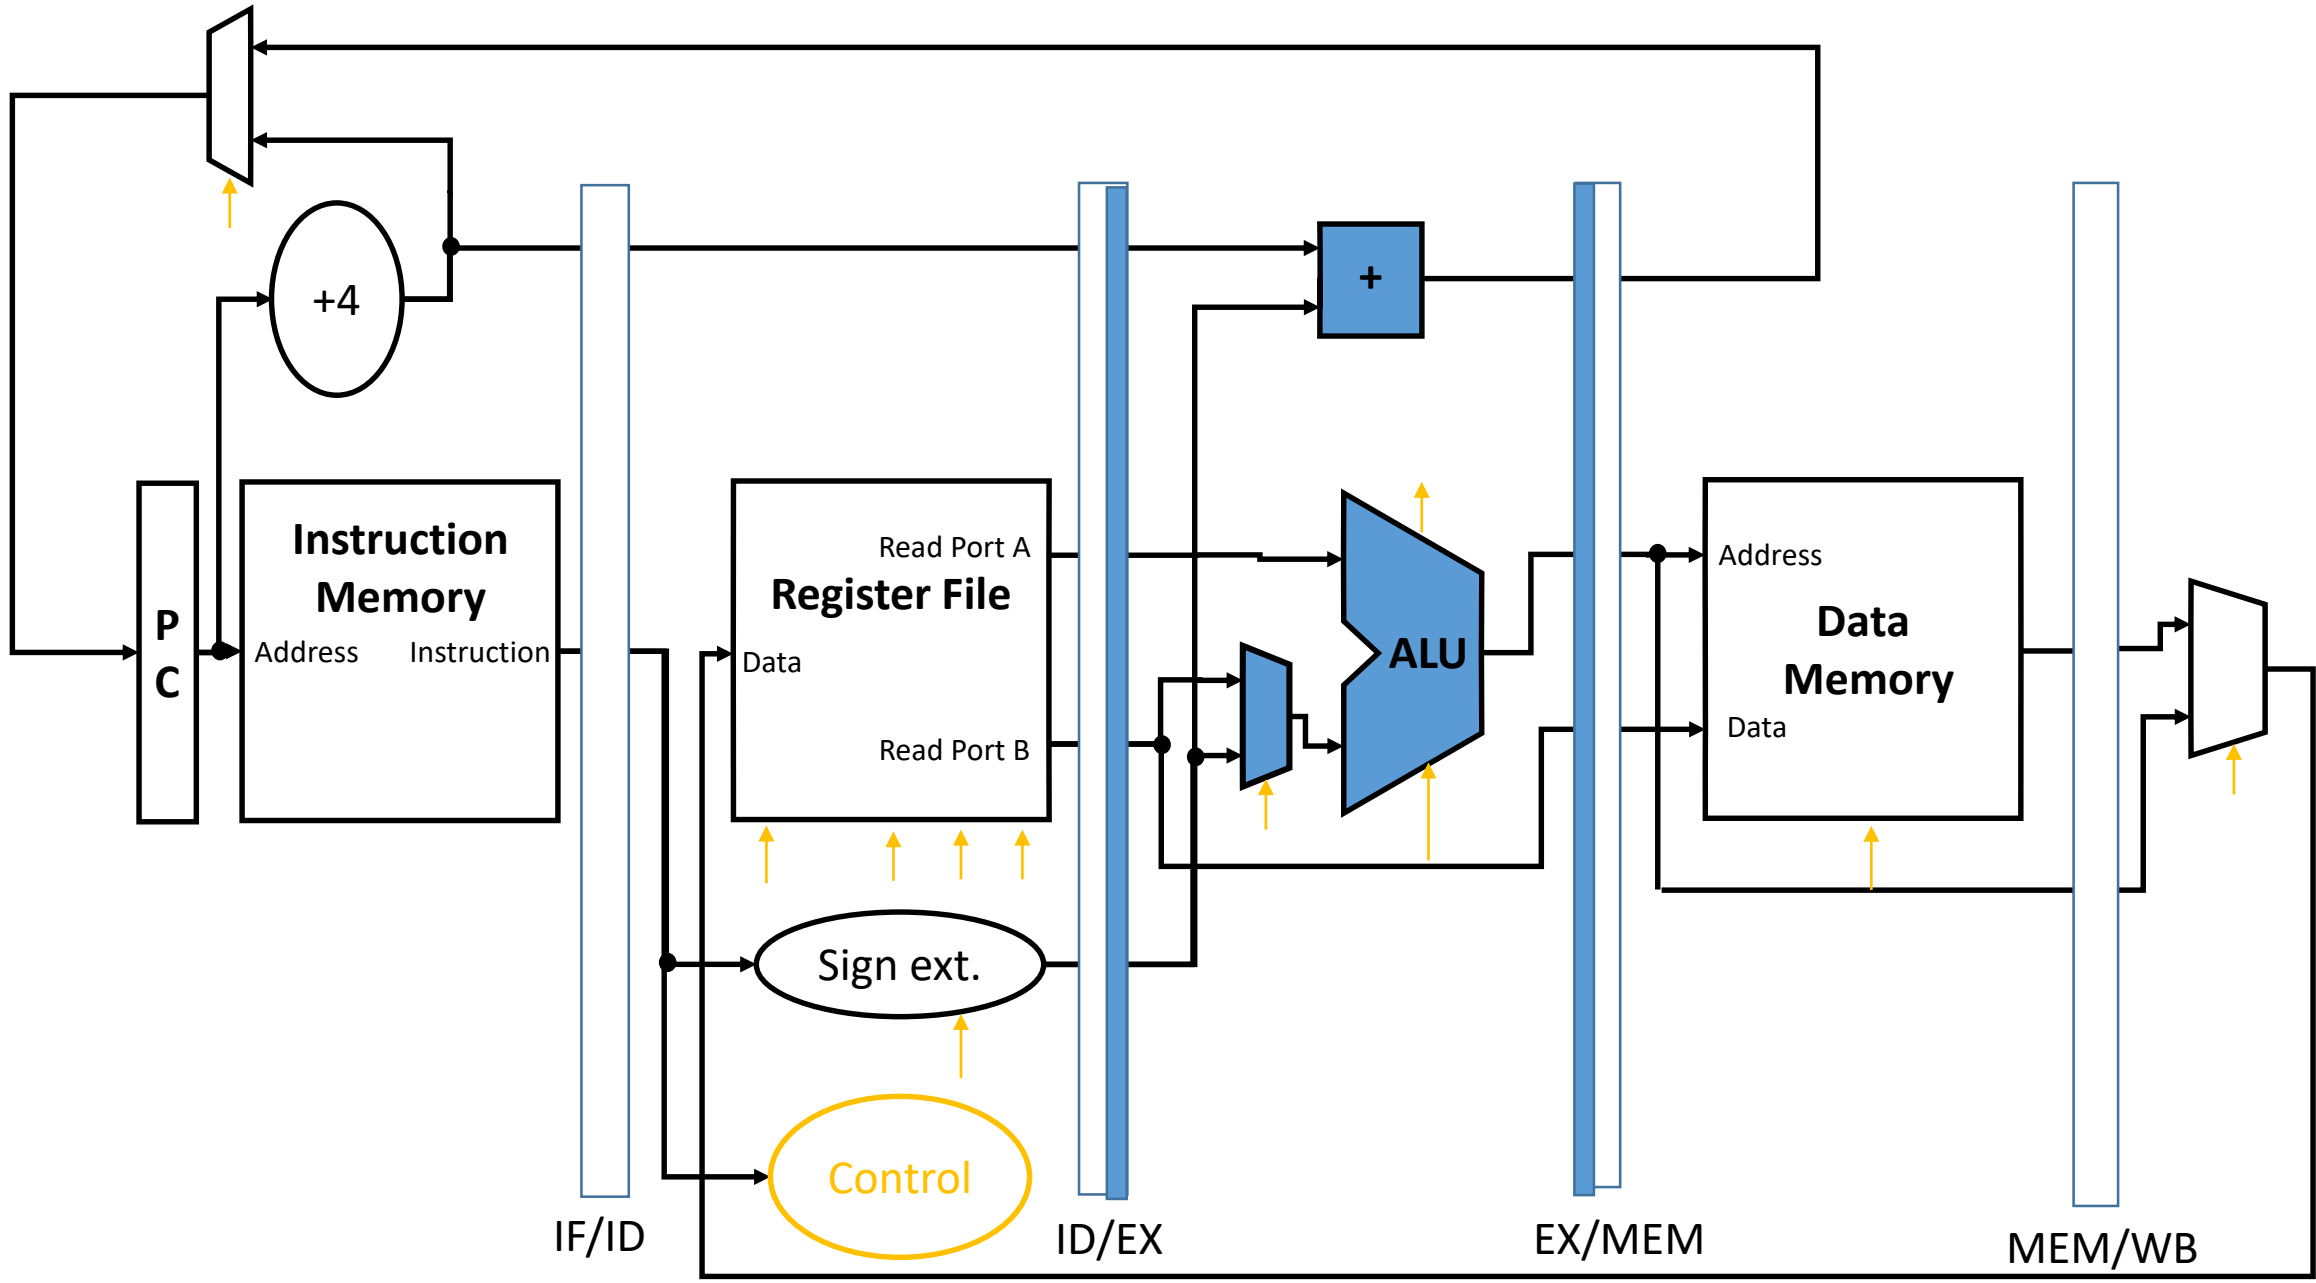 +4
+
P
C
Instruction
Memory
Address
Instruction
Read Port A
Register File
Data
Read Port B
ALU
Address
Data
Memory
Data
Sign ext.
Control
IF/ID
ID/EX
EX/MEM
MEM/WB